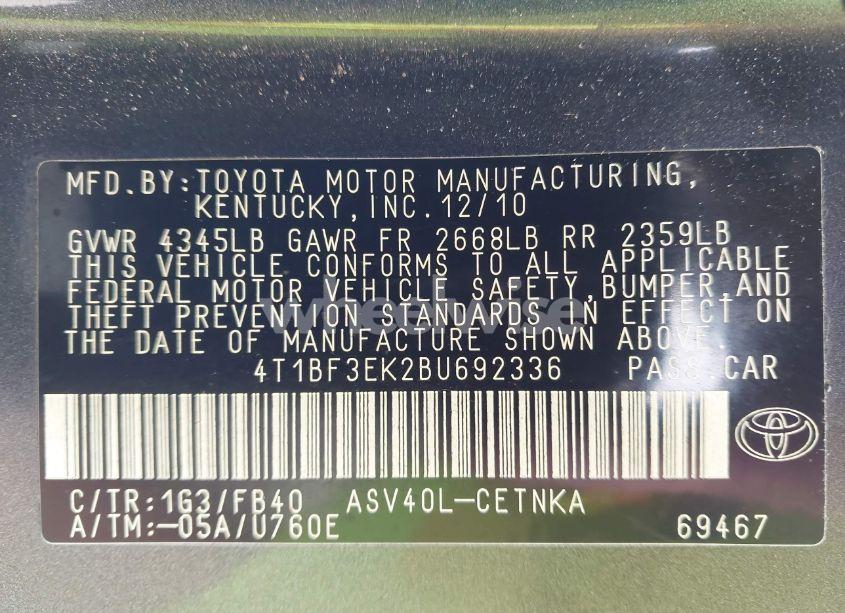 MFD.BY:TOYOTA MOTOR MANUFACTURING,
KENTUCKY,INC.12/10
GVWR 4345LB GAWR FR 2668LB RR 2359LB
THIS VEHICLE CONFORMS TO ALL APPLICABLE
FEDERAL MOTOR VEHICLE SAFETY,BUMPER,AND
THEFT PREVENTION STANDARDS IN EFFECT ON
THE DATE OF MANUFACTURE SHOWN ABOVE.
wheelwise
4T1BF3EK2BU692336 PASS.CAR
C/TR:1G3/FB40 ASV40L-CETNKA
A/TM:-05A/U760E 69467